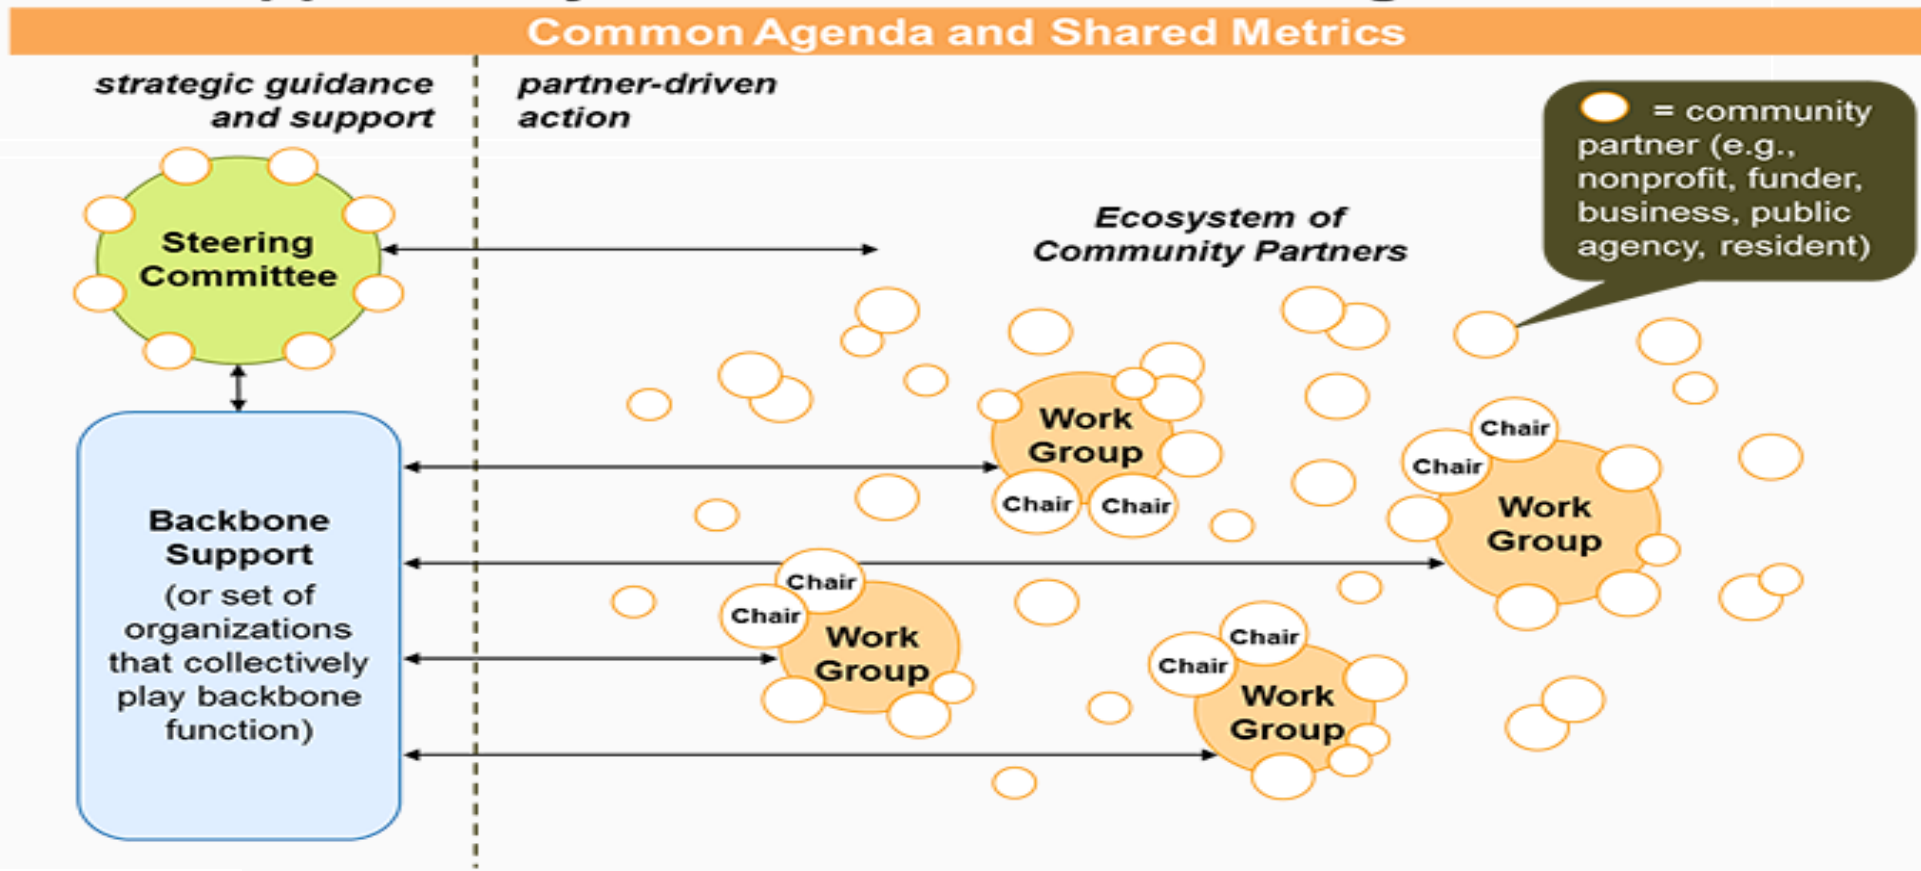 Common Agenda and Shared Metrics
strategic guidance
and support
partner-driven
action
= community
partner (e.g.,
nonprofit, funder,
business, public
agency, resident)
Steering
Committee
Ecosystem of
Community Partners
Work
Group
Chair
Chair
Chair
Chair
Work
Group
Backbone
Support
(or set of
organizations
that collectively
play backbone
function)
Chair
Chair
Work
Group
Chair
Chair
Work
Group